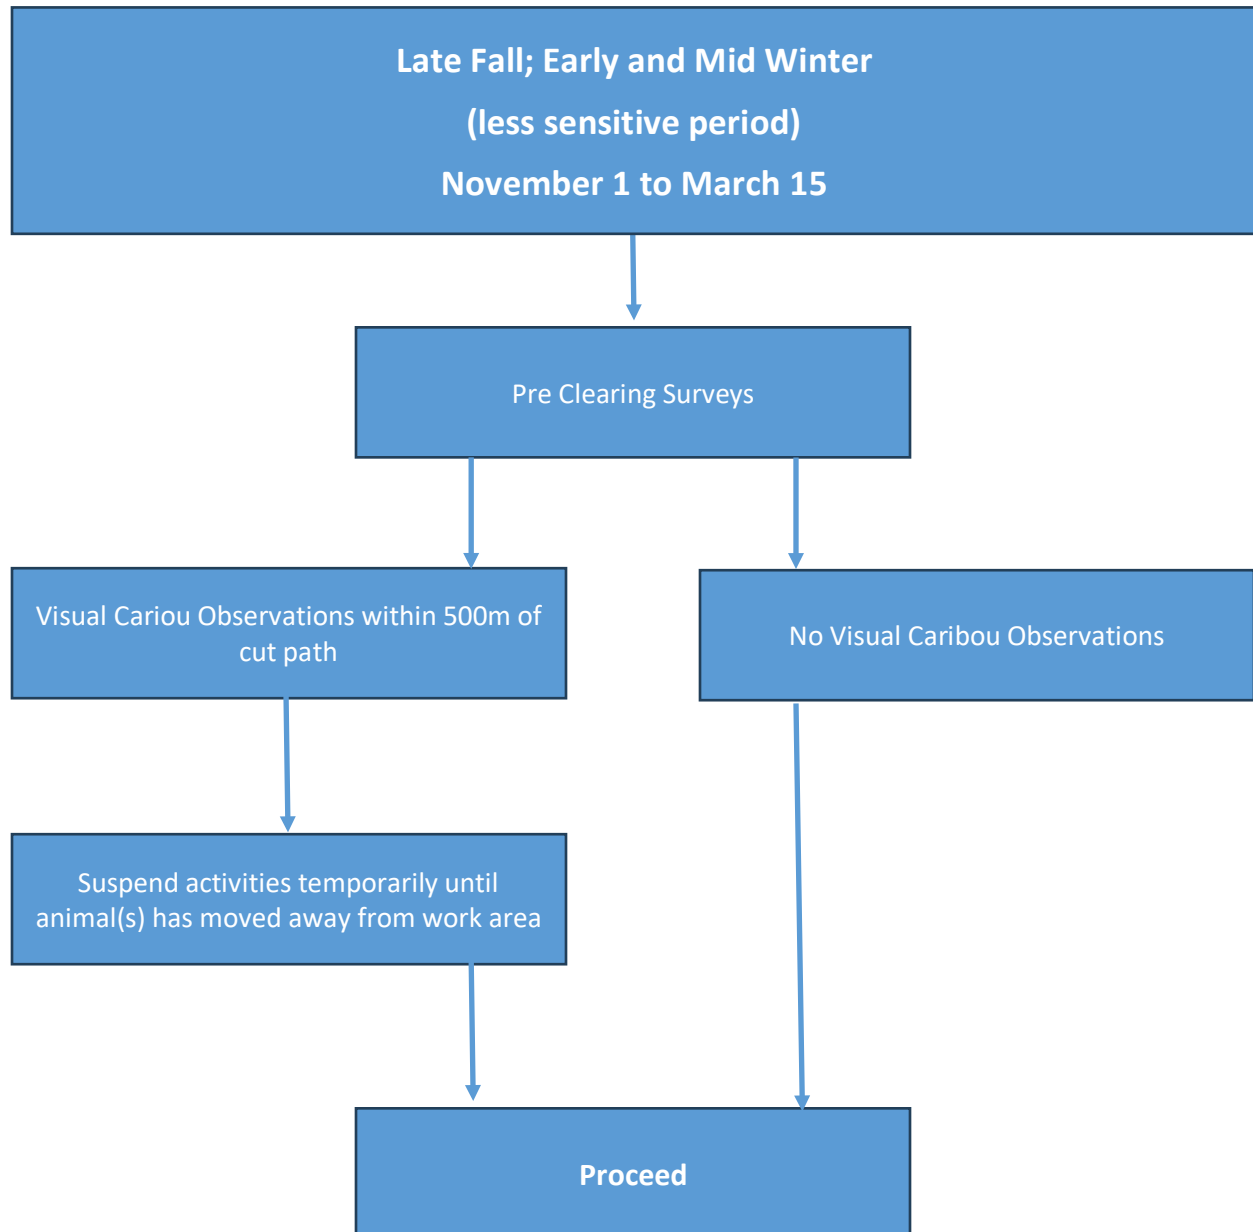 Late Fall; Early and Mid Winter
(less sensitive period)
November 1 to March 15
Pre Clearing Surveys
Visual Cariou Observations within 500m of
cut path
No Visual Caribou Observations
Suspend activities temporarily until
animal(s) has moved away from work area
Proceed